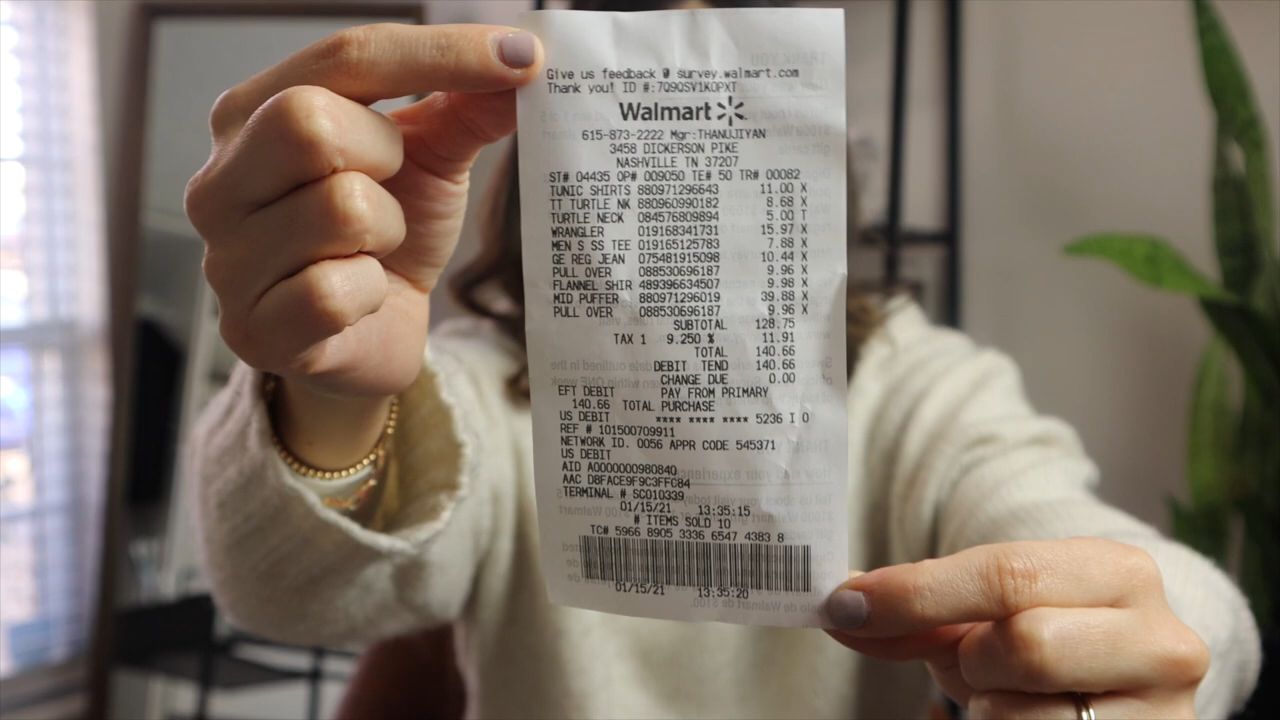 Give us feedback @ survey.walmart.com
Thank you! ID #:7Q9QSV1K0PXT
Walmart
615-873-2222 Mgr:THANUJIYAN
3458 DICKERSON PIKE
NASHVILLE TN 37207
ST# 04435 OP# 009050 TE# 50 TR# 00082
TUNIC SHIRTS 880971296643 11.00 X
TT TURTLE NK 880960990182 8.68 X
TURTLE NECK 084576809894 5.00 T
WRANGLER 019168341731 15.97 X
MEN S SS TEE 019165125783 7.88 X
GE REG JEAN 075481915098 10.44 X
PULL OVER 088530696187 9.96 X
FLANNEL SHIR 489396634507 9.98 X
MID PUFFER 880971296019 39.88 X
PULL OVER 088530696187 9.96 X
SUBTOTAL 128.75
TAX 1 9.250 % 11.91
TOTAL 140.66
DEBIT TEND 140.66
CHANGE DUE 0.00
EFT DEBIT PAY FROM PRIMARY
140.66 TOTAL PURCHASE
US DEBIT **** **** **** 5236 I 0
REF # 101500709911
NETWORK ID. 0056 APPR CODE 545371
US DEBIT
AID A0000000980840
AAC D8FACE9F9C3FFC84
TERMINAL # SC010339
01/15/21 13:35:15
# ITEMS SOLD 10
TC# 5966 8905 3336 6547 4383 8
01/15/21 13:35:20